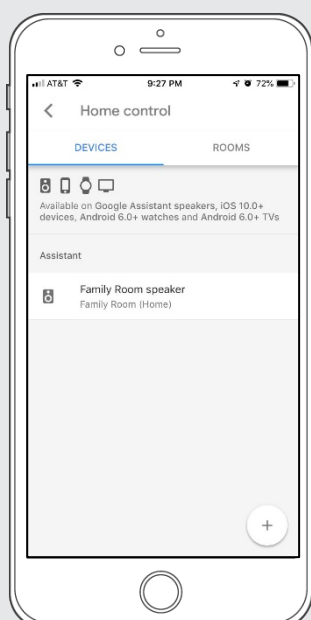 AT&T 9:27 PM 72%
Home control
DEVICES ROOMS
Available on Google Assistant speakers, iOS 10.0+
devices, Android 6.0+ watches and Android 6.0+ TVs
Assistant
Family Room speaker
Family Room (Home)